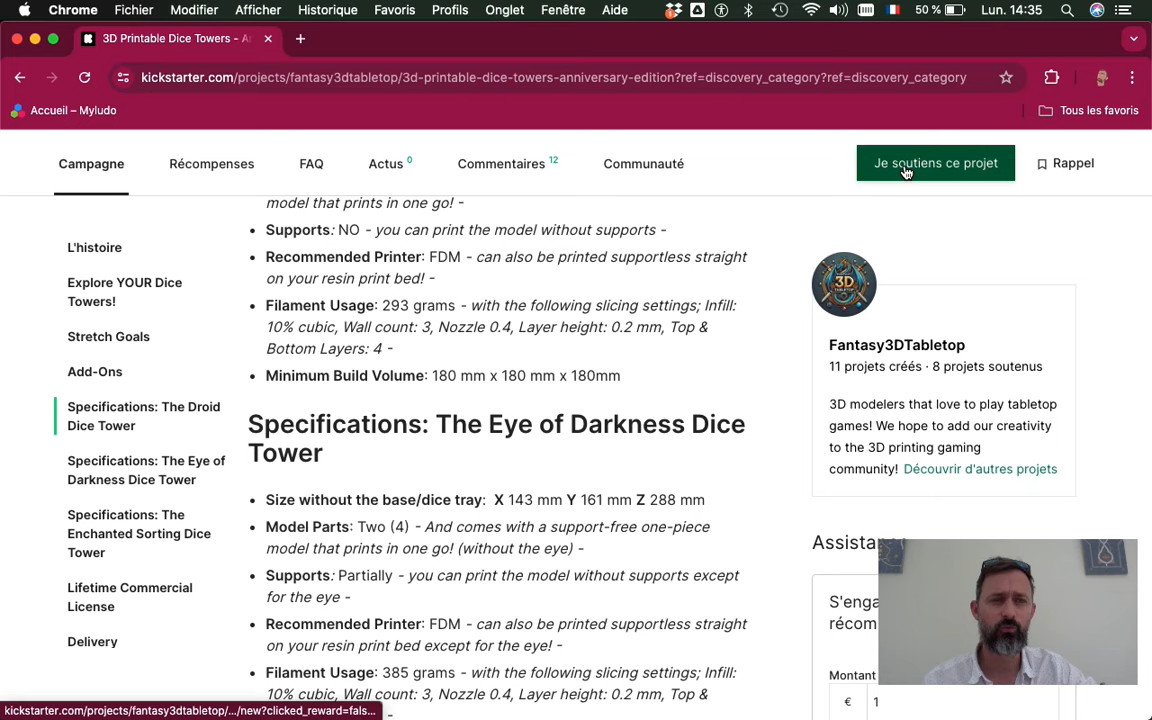 Chrome Fichier Modifier Afficher Historique Favoris Profils Onglet Fenêtre Aide 50 % Lun. 14:35
3D Printable Dice Towers - A
kickstarter.com/projects/fantasy3dtabletop/3d-printable-dice-towers-anniversary-edition?ref=discovery_category?ref=discovery_category
Accueil – Myludo
Tous les favoris
Campagne Récompenses FAQ Actus 0 Commentaires 12 Communauté
Je soutiens ce projet
Rappel
L'histoire
Explore YOUR Dice
Towers!
Stretch Goals
Add-Ons
Specifications: The Droid
Dice Tower
Specifications: The Eye of
Darkness Dice Tower
Specifications: The
Enchanted Sorting Dice
Tower
Lifetime Commercial
License
Delivery
model that prints in one go! -
• Supports: NO - you can print the model without supports -
• Recommended Printer: FDM - can also be printed supportless straight
on your resin print bed! -
• Filament Usage: 293 grams - with the following slicing settings; Infill:
10% cubic, Wall count: 3, Nozzle 0.4, Layer height: 0.2 mm, Top &
Bottom Layers: 4 -
• Minimum Build Volume: 180 mm x 180 mm x 180mm
Specifications: The Eye of Darkness Dice
Tower
• Size without the base/dice tray: X 143 mm Y 161 mm Z 288 mm
• Model Parts: Two (4) - And comes with a support-free one-piece
model that prints in one go! (without the eye) -
• Supports: Partially - you can print the model without supports except
for the eye -
• Recommended Printer: FDM - can also be printed supportless straight
on your resin print bed except for the eye! -
• Filament Usage: 385 grams - with the following slicing settings; Infill:
10% cubic, Wall count: 3, Nozzle 0.4, Layer height: 0.2 mm, Top &
3D
TABLETOP
Fantasy3DTabletop
11 projets créés · 8 projets soutenus
3D modelers that love to play tabletop
games! We hope to add our creativity
to the 3D printing gaming
community! Découvrir d'autres projets
Assista
S'enga
récom
Montant
€ 1
kickstarter.com/projects/fantasy3dtabletop/.../new?clicked_reward=fals...